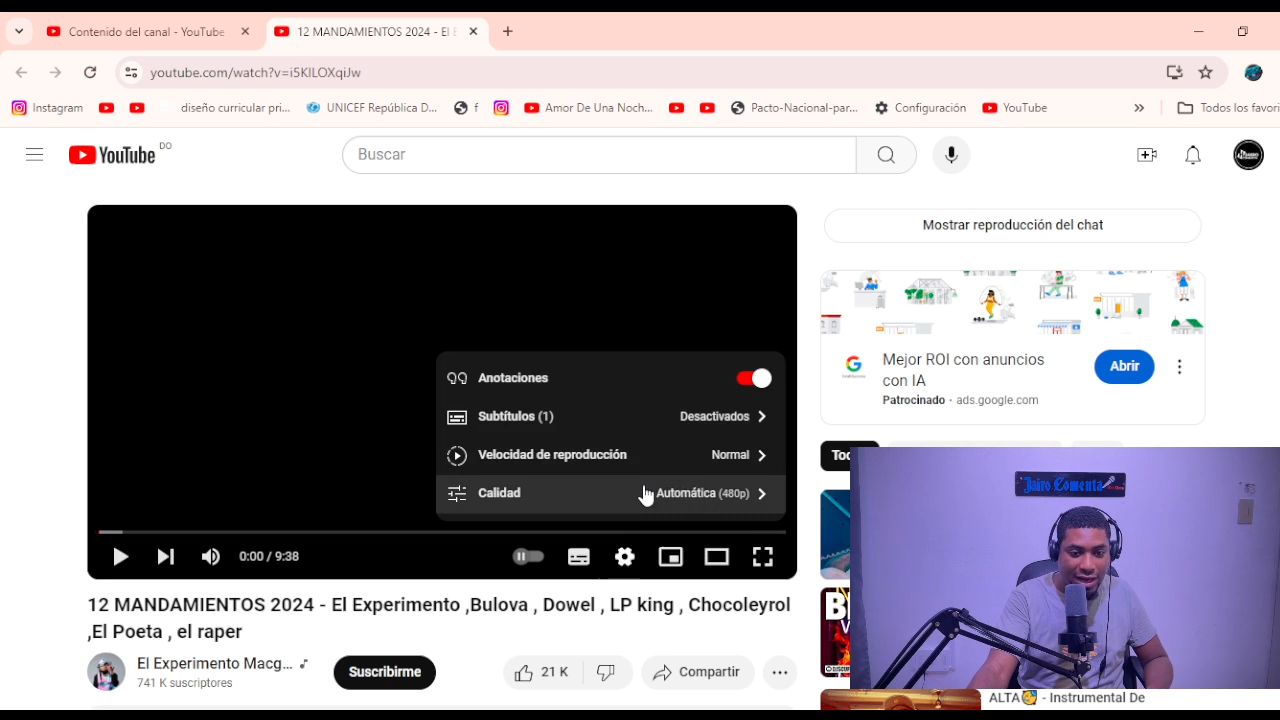 Contenido del canal - YouTube
12 MANDAMIENTOS 2024 - El E
youtube.com/watch?v=i5KILOXqiJw
Instagram
diseño curricular pri...
UNICEF República D...
f
Amor De Una Noch...
Pacto-Nacional-par...
Configuración
YouTube
Todos los favori
YouTube DO
Buscar
Mostrar reproducción del chat
Mejor ROI con anuncios
con IA
Patrocinado · ads.google.com
Abrir
Anotaciones
Subtítulos (1) Desactivados
Velocidad de reproducción Normal
Calidad Automática (480p)
0:00 / 9:38
Tod
Jairo Comenta
12 MANDAMIENTOS 2024 - El Experimento ,Bulova , Dowel , LP king , Chocoleyrol
,El Poeta , el raper
El Experimento Macg...
741 K suscriptores
Suscribirme
21 K
Compartir
ALTA🥳 - Instrumental De